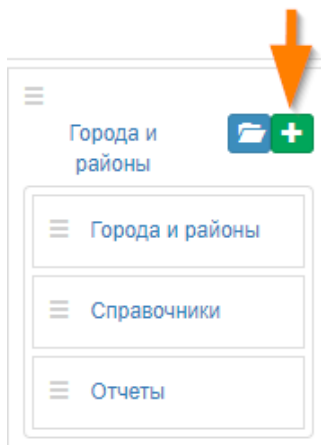 Города и
районы
Города и районы
Справочники
Отчеты